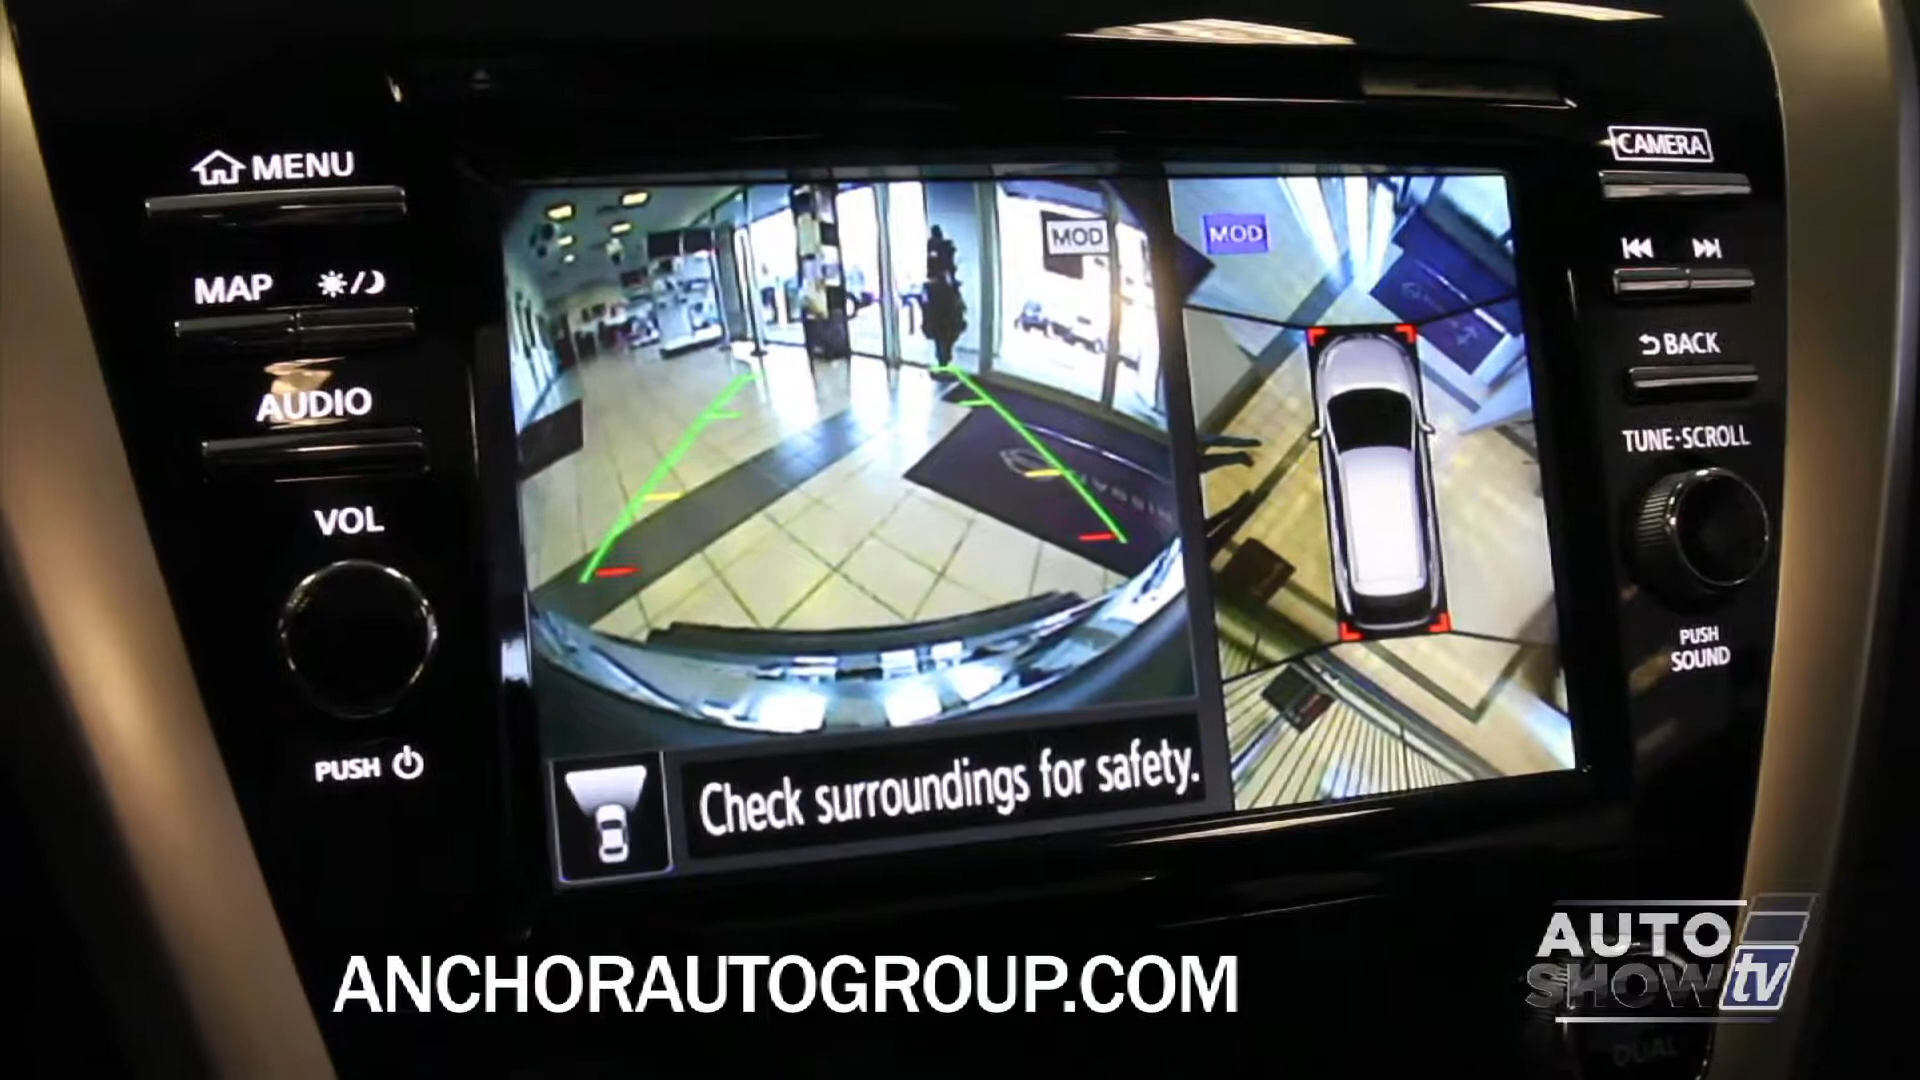 MENU
MAP
AUDIO
VOL
PUSH
MOD
MOD
Check surroundings for safety.
CAMERA
BACK
TUNE·SCROLL
PUSH
SOUND
DUAL
ANCHORAUTOGROUP.COM
AUTO
SHOW tv